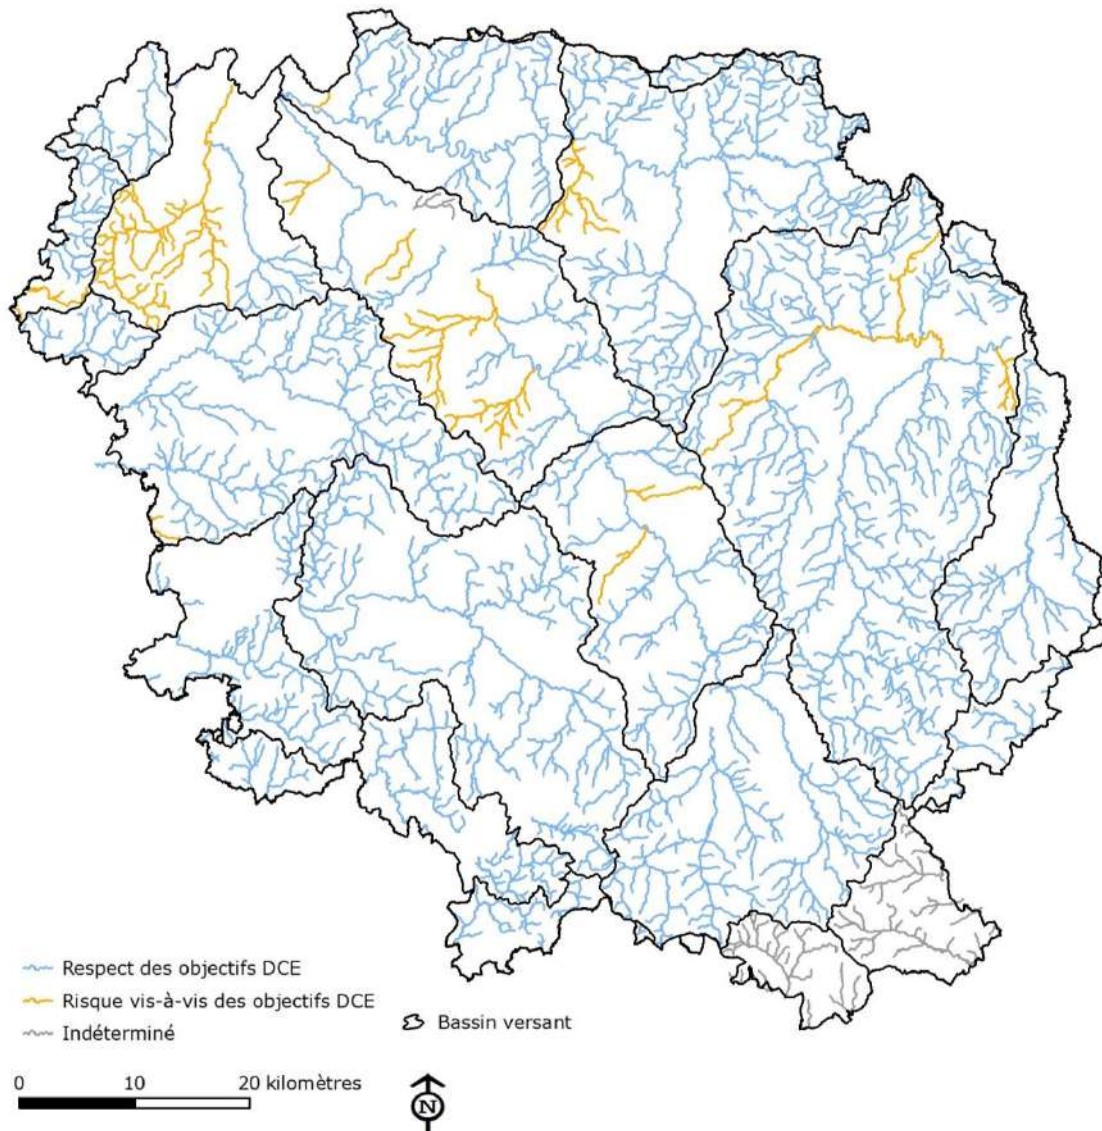 Respect des objectifs DCE
Risque vis-à-vis des objectifs DCE
Indéterminé
Bassin versant
0 10 20 kilomètres
N